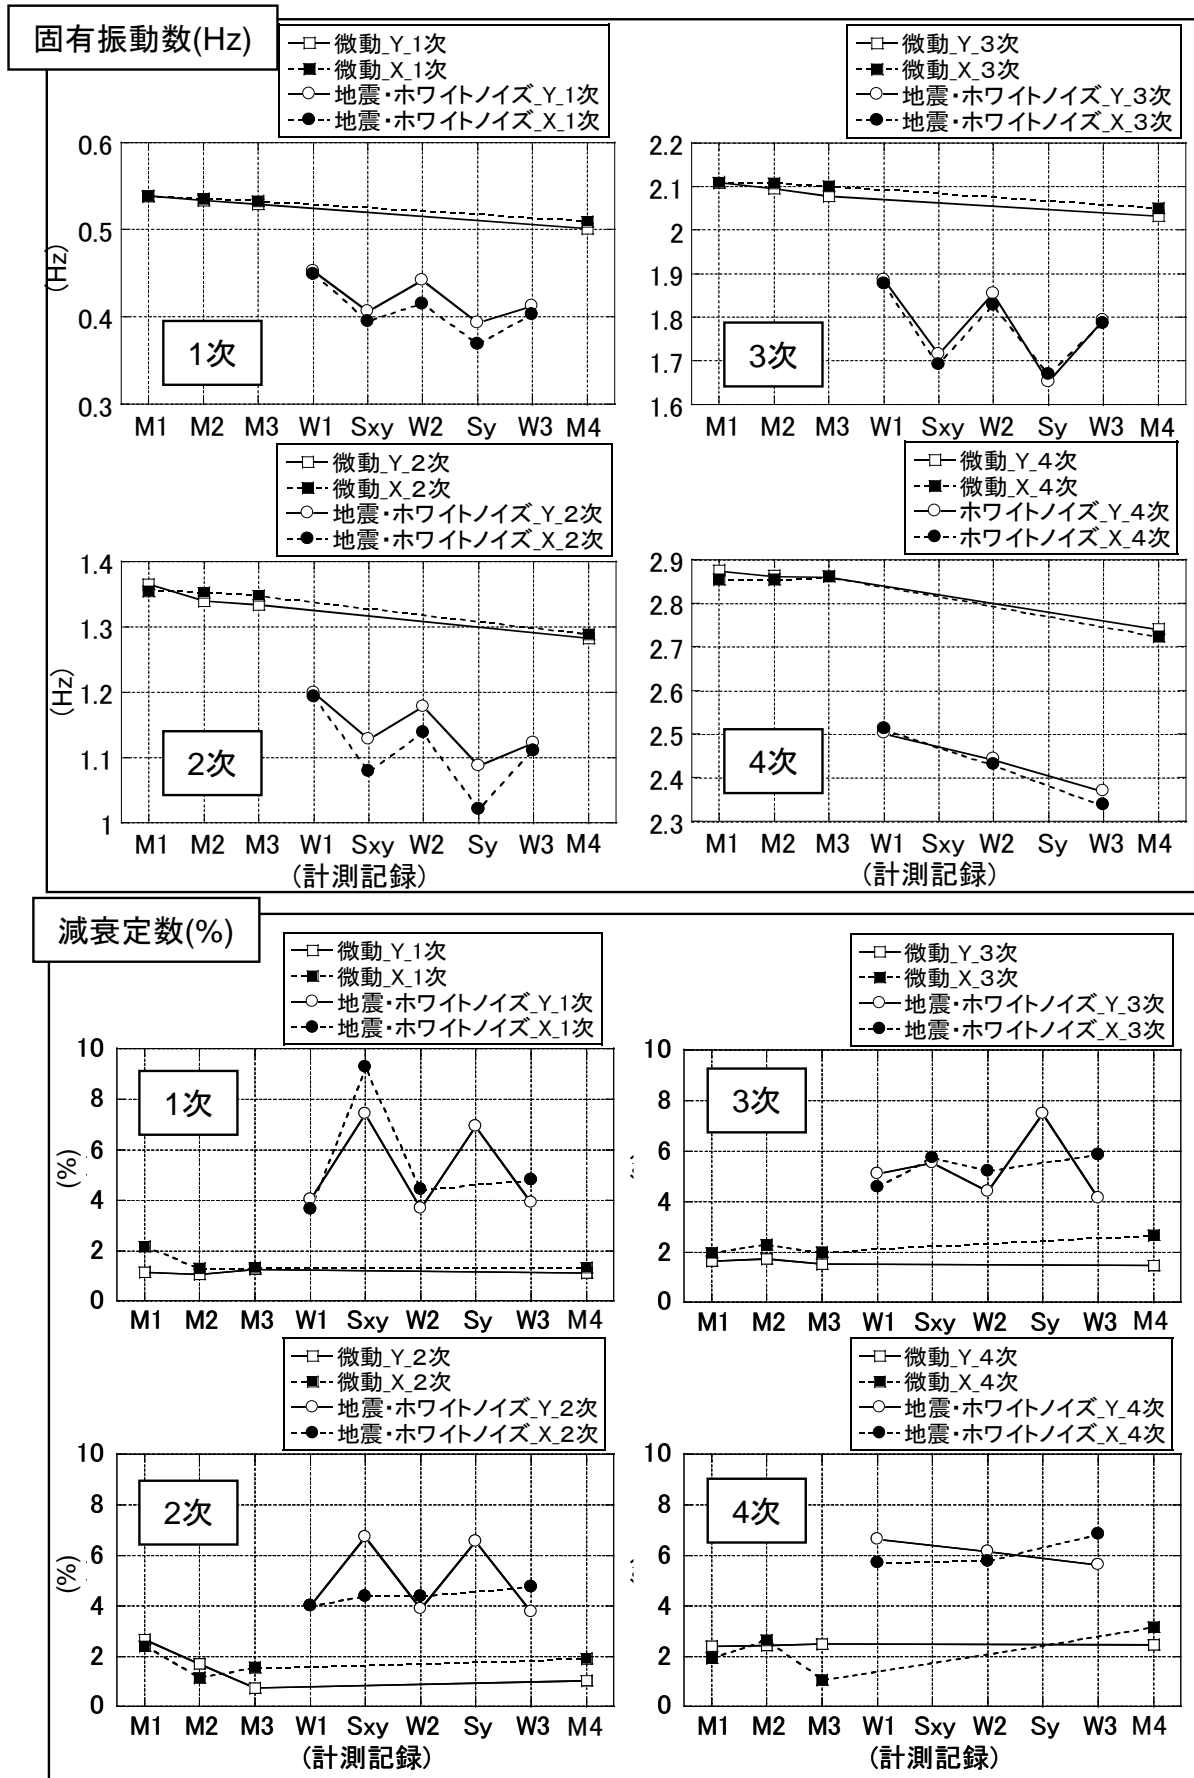 固有振動数(Hz)
微動_Y_1次
微動_X_1次
地震・ホワイトノイズ_Y_1次
地震・ホワイトノイズ_X_1次
0.6
0.5
0.4
0.3
(Hz)
1次
M1 M2 M3 W1 Sxy W2 Sy W3 M4
微動_Y_3次
微動_X_3次
地震・ホワイトノイズ_Y_3次
地震・ホワイトノイズ_X_3次
2.2
2.1
2
1.9
1.8
1.7
1.6
3次
M1 M2 M3 W1 Sxy W2 Sy W3 M4
微動_Y_2次
微動_X_2次
地震・ホワイトノイズ_Y_2次
地震・ホワイトノイズ_X_2次
1.4
1.3
1.2
1.1
1
(Hz)
2次
M1 M2 M3 W1 Sxy W2 Sy W3 M4
(計測記録)
微動_Y_4次
微動_X_4次
ホワイトノイズ_Y_4次
ホワイトノイズ_X_4次
2.9
2.8
2.7
2.6
2.5
2.4
2.3
4次
M1 M2 M3 W1 Sxy W2 Sy W3 M4
(計測記録)
減衰定数(%)
微動_Y_1次
微動_X_1次
地震・ホワイトノイズ_Y_1次
地震・ホワイトノイズ_X_1次
10
8
6
4
2
0
(%)
1次
M1 M2 M3 W1 Sxy W2 Sy W3 M4
微動_Y_3次
微動_X_3次
地震・ホワイトノイズ_Y_3次
地震・ホワイトノイズ_X_3次
10
8
6
4
2
0
3次
M1 M2 M3 W1 Sxy W2 Sy W3 M4
微動_Y_2次
微動_X_2次
地震・ホワイトノイズ_Y_2次
地震・ホワイトノイズ_X_2次
10
8
6
4
2
0
(%)
2次
M1 M2 M3 W1 Sxy W2 Sy W3 M4
(計測記録)
微動_Y_4次
微動_X_4次
地震・ホワイトノイズ_Y_4次
地震・ホワイトノイズ_X_4次
10
8
6
4
2
0
4次
M1 M2 M3 W1 Sxy W2 Sy W3 M4
(計測記録)